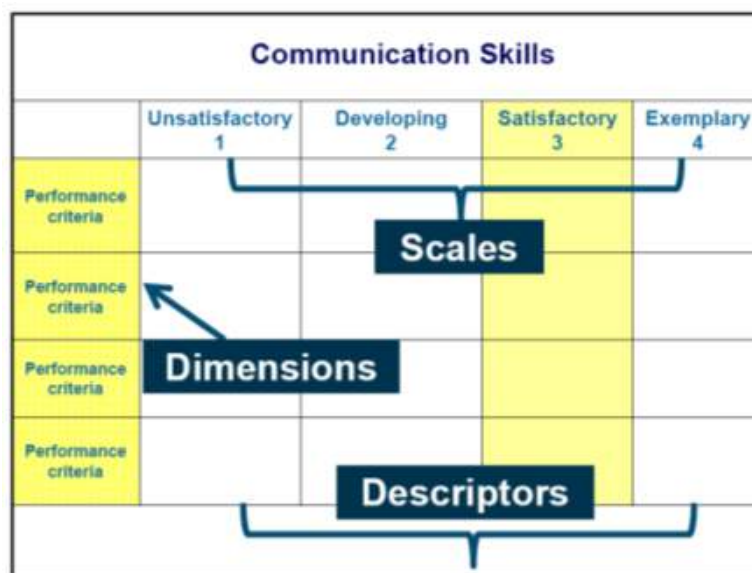 Communication Skills
Unsatisfactory Developing Satisfactory Exemplary
1 2 3 4
Performance
criteria
Scales
Performance
criteria
Dimensions
Performance
criteria
Performance
criteria
Descriptors